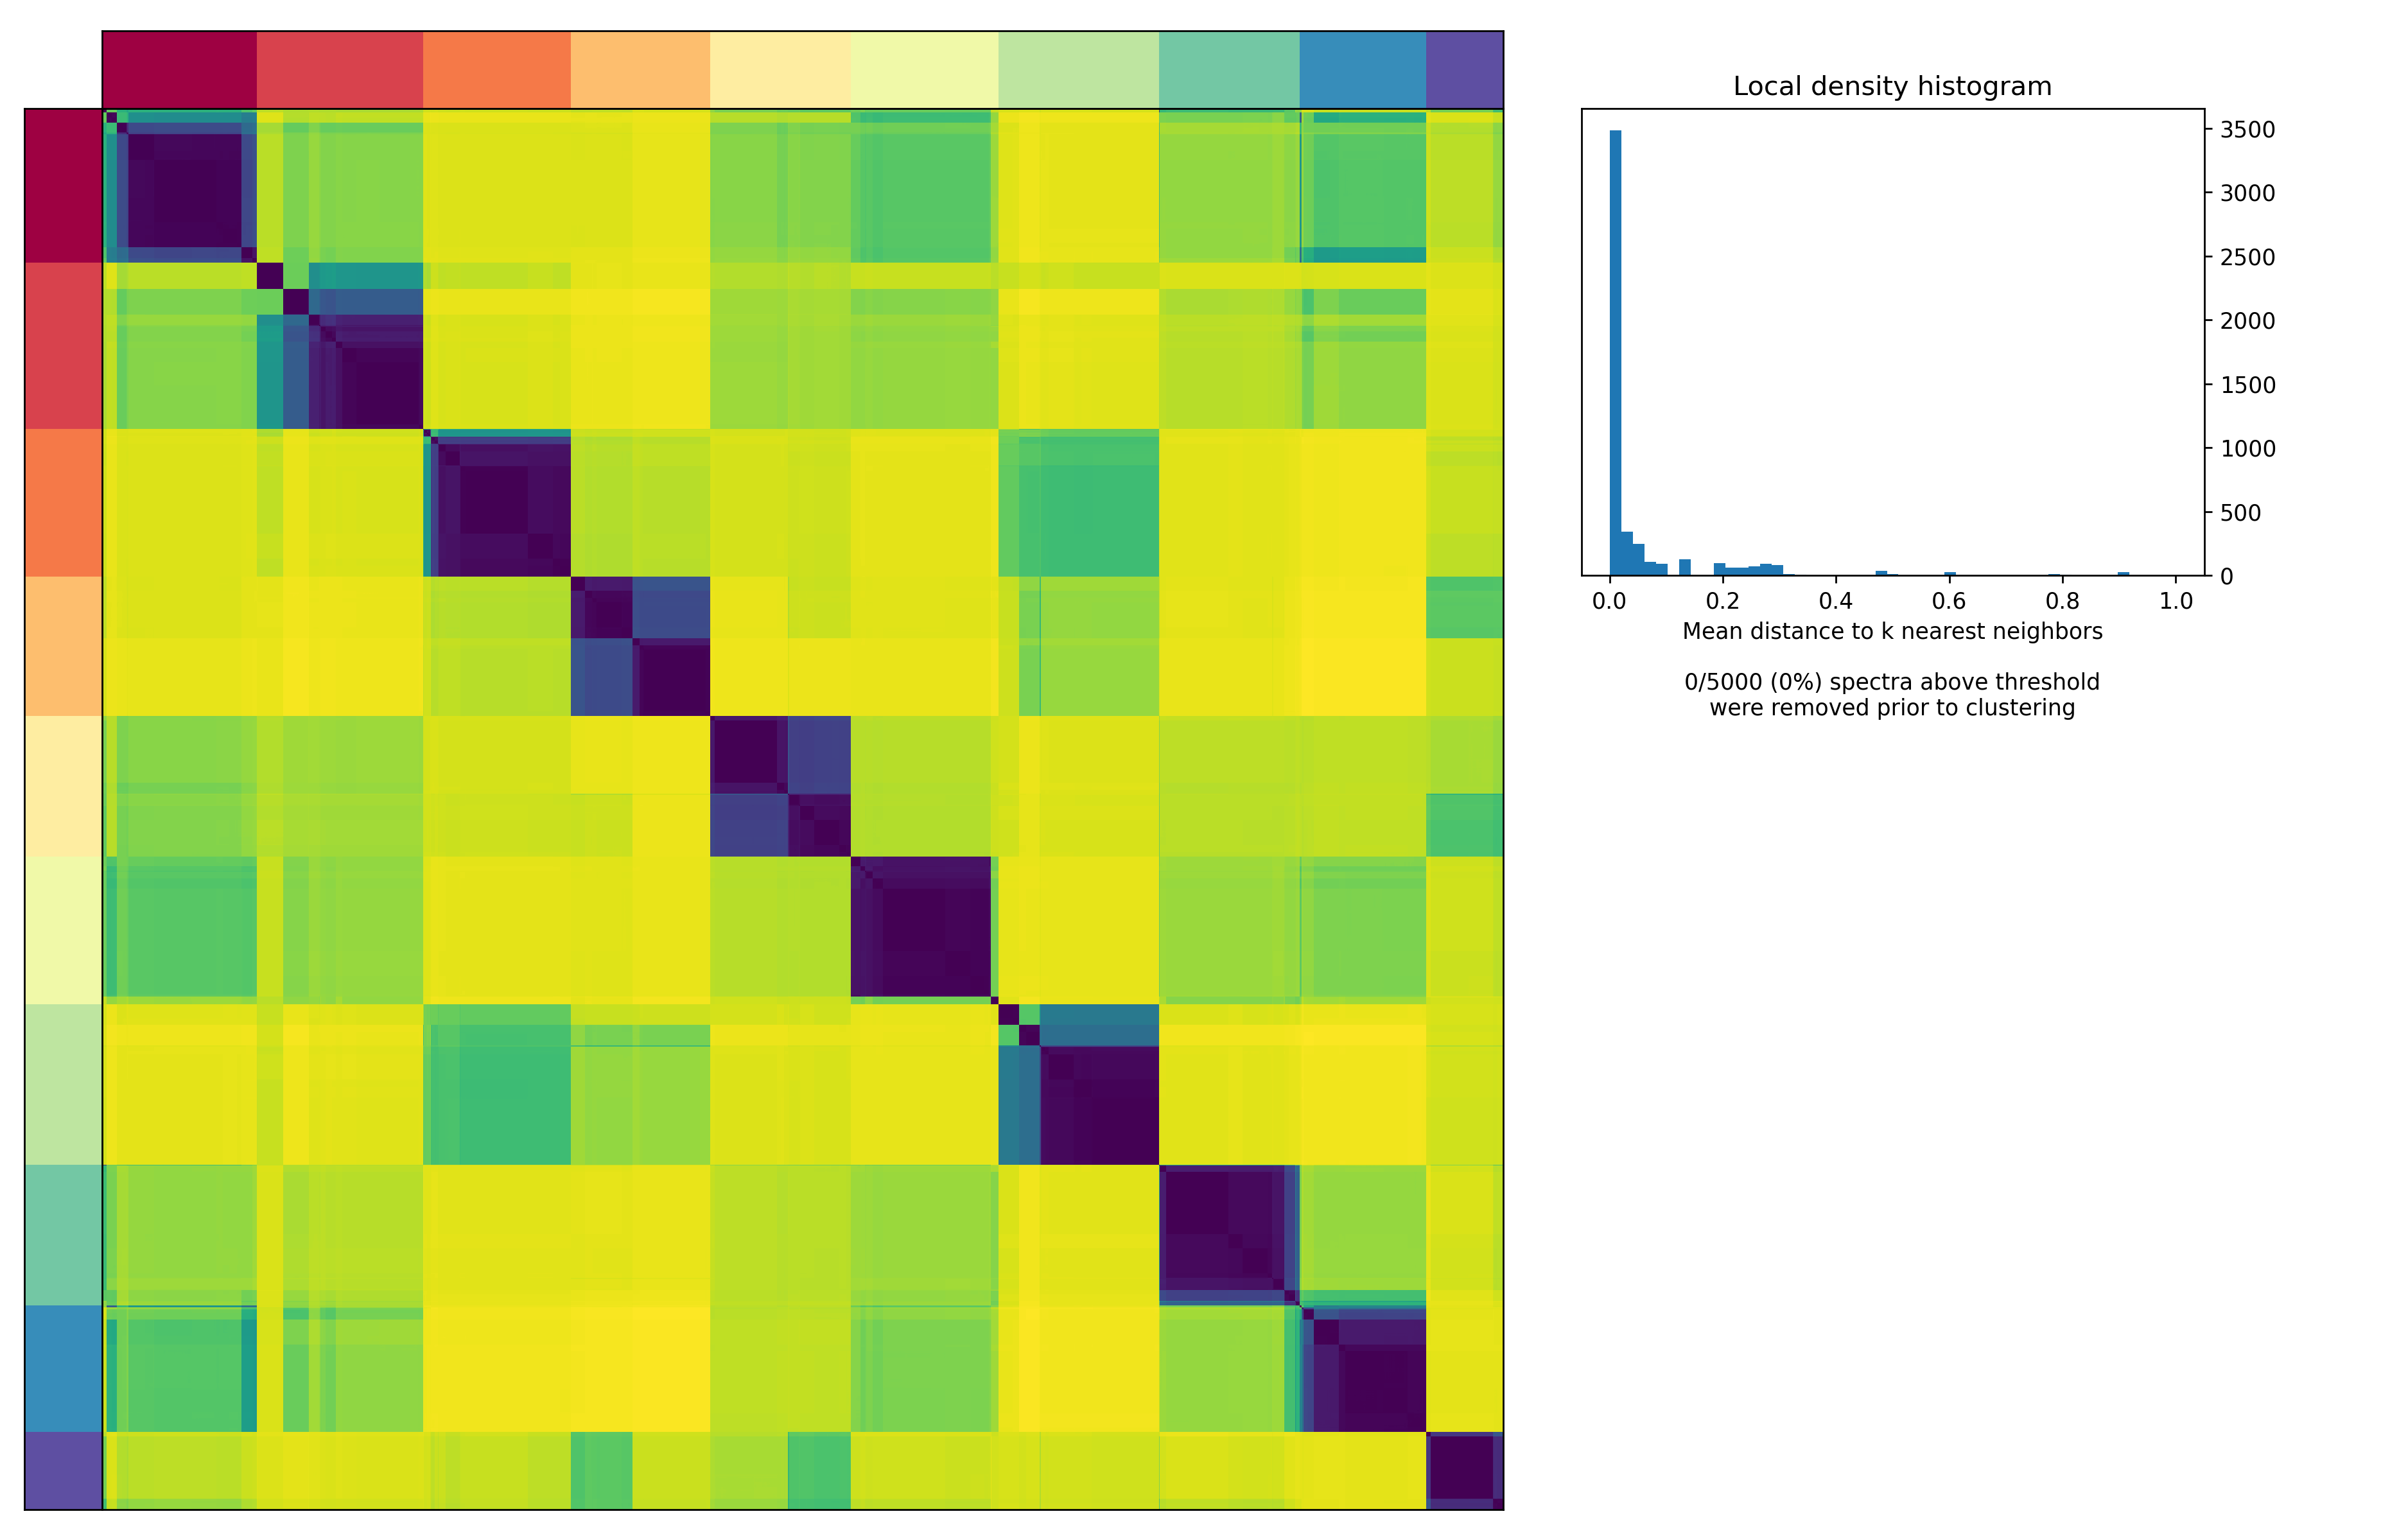 Local density histogram
3500
3000
2500
2000
1500
1000
500
0
0.0 0.2 0.4 0.6 0.8 1.0
Mean distance to k nearest neighbors
0/5000 (0%) spectra above threshold
were removed prior to clustering